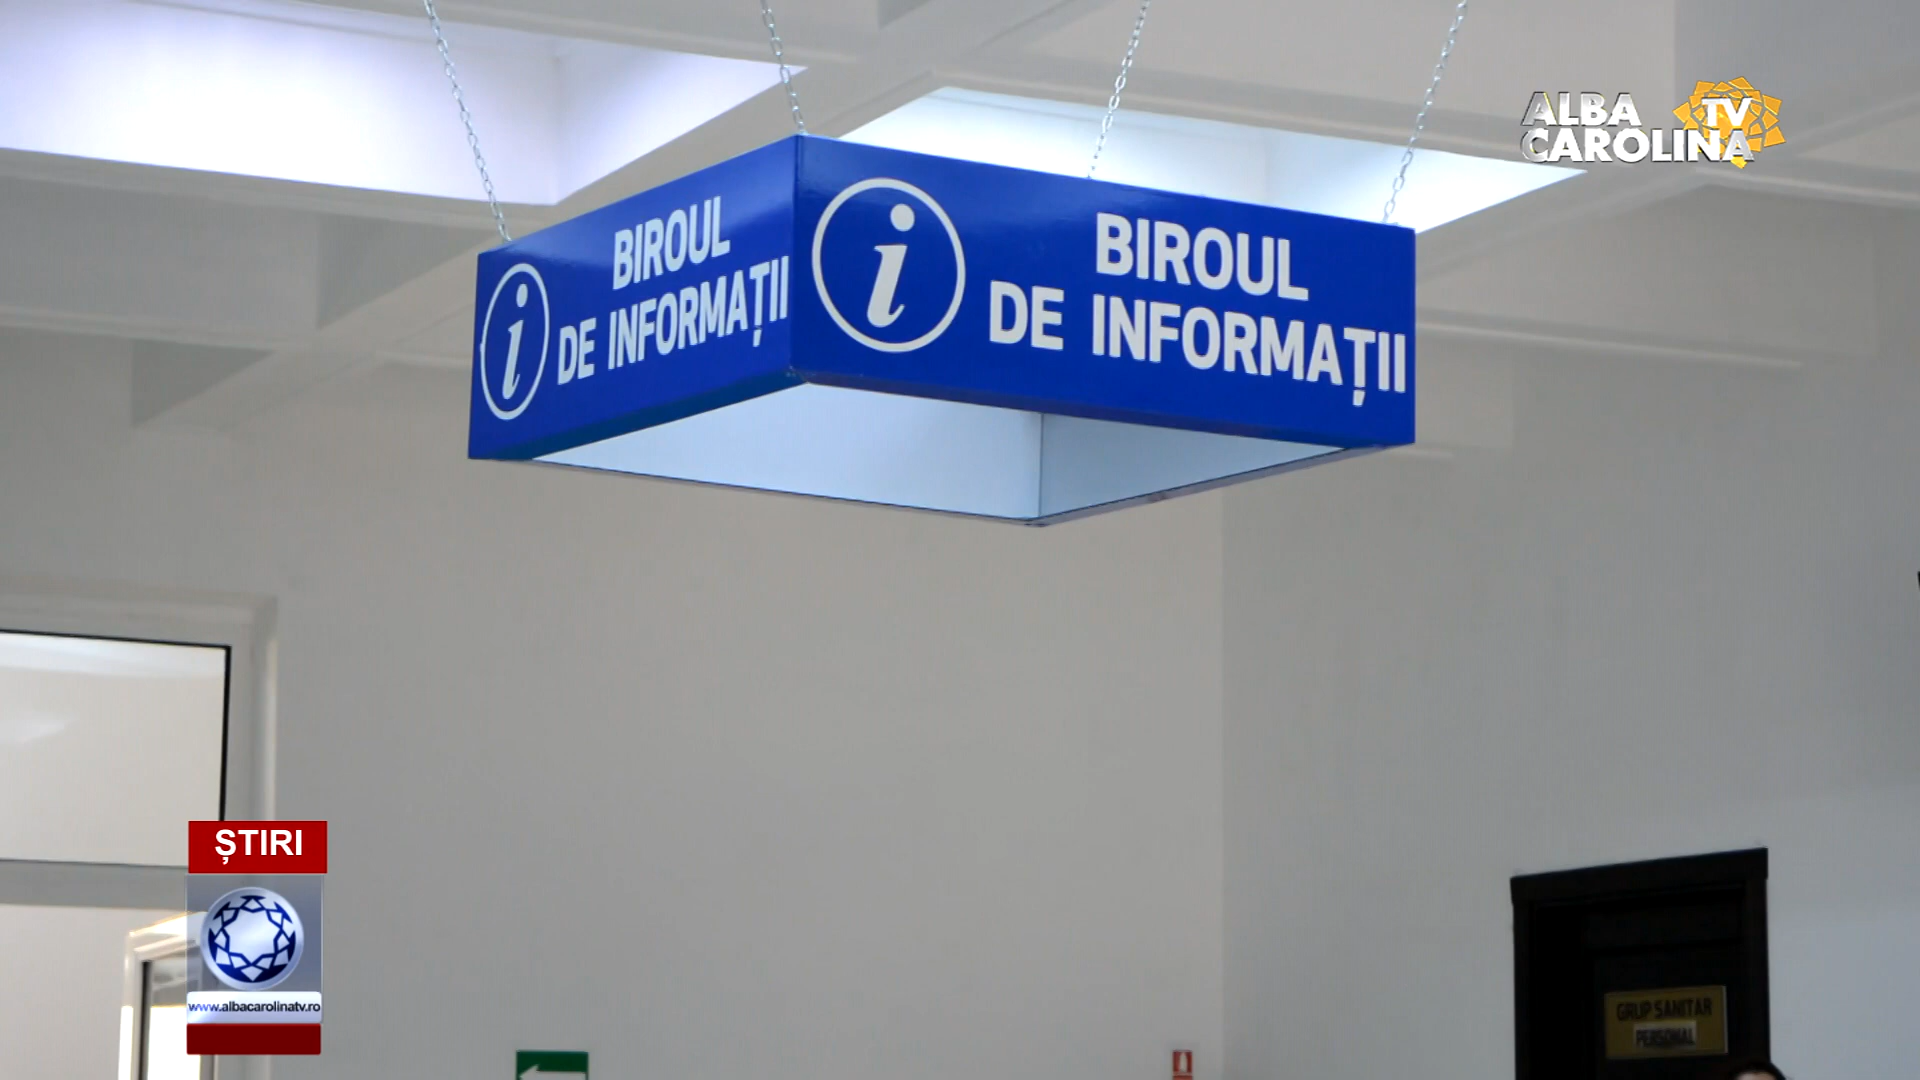 ALBA
CAROLINA
TV
BIROUL
DE INFORMAȚII
BIROUL
DE INFORMAȚII
ȘTIRI
www.albacarolinatv.ro
GRUP SANITAR
PERSONAL